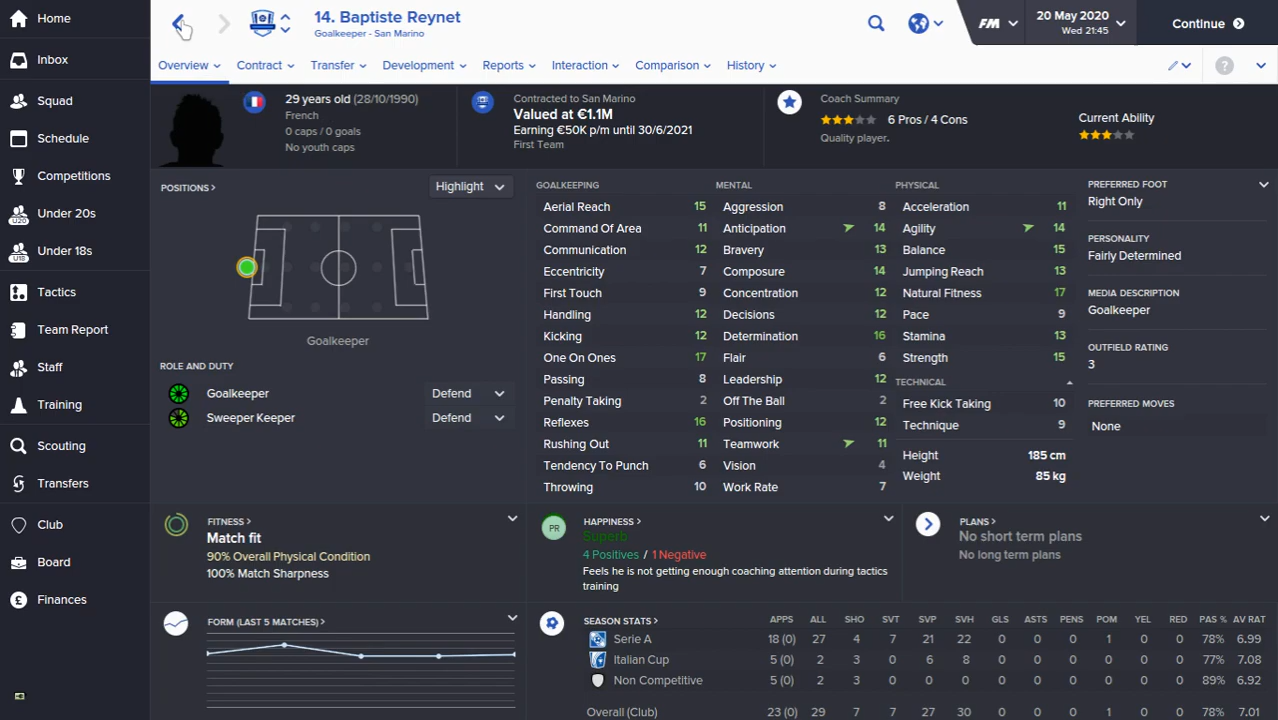 Home
Inbox
Squad
Schedule
Competitions
Under 20s
Under 18s
Tactics
Team Report
Staff
Training
Scouting
Transfers
Club
Board
Finances
14. Baptiste Reynet
Goalkeeper - San Marino
FM
20 May 2020
Wed 21:45
Continue
Overview
Contract
Transfer
Development
Reports
Interaction
Comparison
History
?
29 years old (28/10/1990)
French
0 caps / 0 goals
No youth caps
Contracted to San Marino
Valued at €1.1M
Earning €50K p/m until 30/6/2021
First Team
Coach Summary
6 Pros / 4 Cons
Quality player.
Current Ability
POSITIONS >
Highlight
Goalkeeper
ROLE AND DUTY
Goalkeeper Defend
Sweeper Keeper Defend
GOALKEEPING
Aerial Reach 15
Command Of Area 11
Communication 12
Eccentricity 7
First Touch 9
Handling 12
Kicking 12
One On Ones 17
Passing 8
Penalty Taking 2
Reflexes 16
Rushing Out 11
Tendency To Punch 6
Throwing 10
MENTAL
Aggression 8
Anticipation 14
Bravery 13
Composure 14
Concentration 12
Decisions 12
Determination 16
Flair 6
Leadership 12
Off The Ball 2
Positioning 12
Teamwork 11
Vision 4
Work Rate 7
PHYSICAL
Acceleration 11
Agility 14
Balance 15
Jumping Reach 13
Natural Fitness 17
Pace 9
Stamina 13
Strength 15
TECHNICAL
Free Kick Taking 10
Technique 9
Height 185 cm
Weight 85 kg
PREFERRED FOOT
Right Only
PERSONALITY
Fairly Determined
MEDIA DESCRIPTION
Goalkeeper
OUTFIELD RATING
3
PREFERRED MOVES
None
FITNESS >
Match fit
90% Overall Physical Condition
100% Match Sharpness
PR
HAPPINESS >
Superb
4 Positives / 1 Negative
Feels he is not getting enough coaching attention during tactics
training
PLANS >
No short term plans
No long term plans
FORM (LAST 5 MATCHES) >
SEASON STATS > APPS ALL SHO SVT SVP SVH GLS ASTS PENS POM YEL RED PAS % AV RAT
Serie A 18 (0) 27 4 7 21 22 0 0 0 1 0 0 78% 6.99
Italian Cup 5 (0) 2 3 0 6 8 0 0 0 0 0 0 77% 7.08
Non Competitive 5 (0) 2 3 0 0 0 0 0 0 0 0 0 89% 6.92
Overall (Club) 23 (0) 29 7 7 27 30 0 0 0 1 0 0 78% 7.01